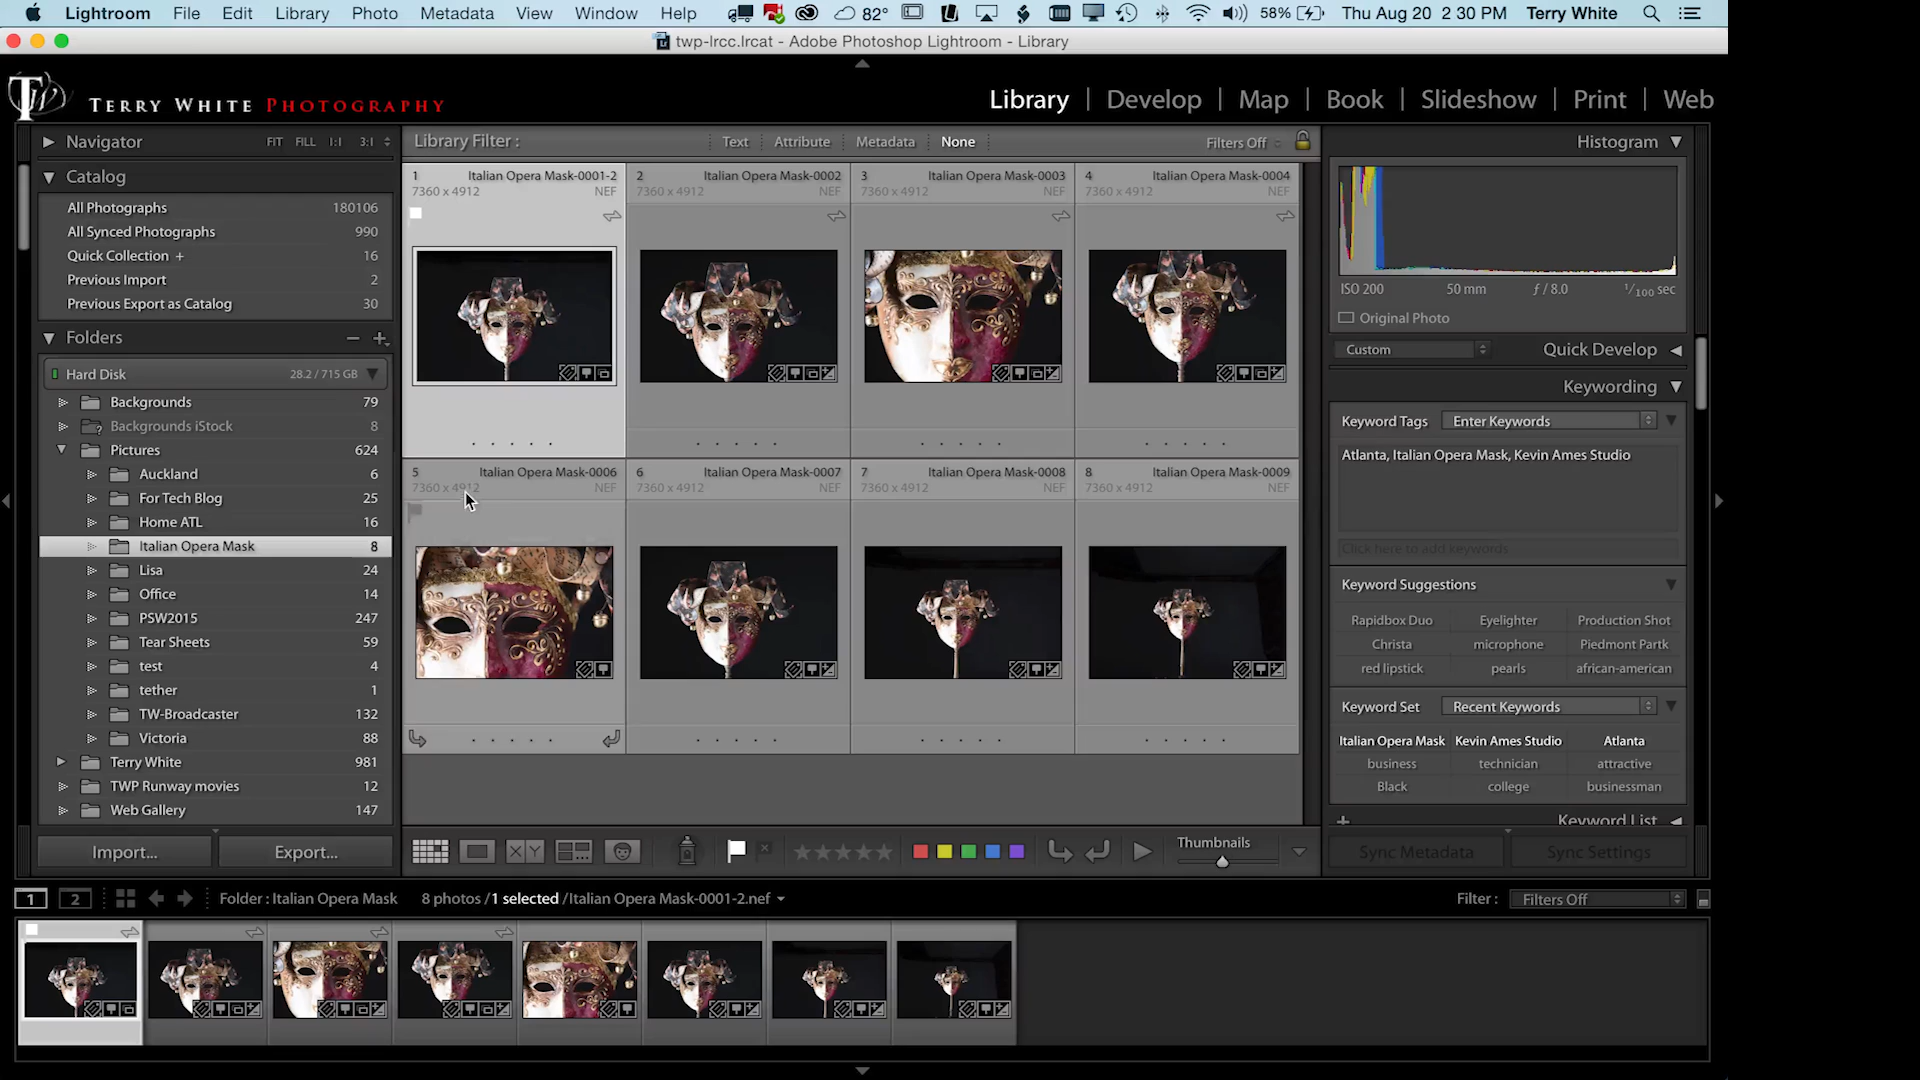 Lightroom File Edit Library Photo Metadata View Window Help 82° 58% Thu Aug 20 2:30 PM Terry White
twp-lrcc.lrcat - Adobe Photoshop Lightroom - Library
TW TERRY WHITE PHOTOGRAPHY
Library | Develop | Map | Book | Slideshow | Print | Web
Navigator FIT FILL 1:1 3:1
Catalog
All Photographs 180106
All Synced Photographs 990
Quick Collection + 16
Previous Import 2
Previous Export as Catalog 30
Folders
Hard Disk 28.2 / 715 GB
Backgrounds 79
Backgrounds iStock 8
Pictures 624
Auckland 6
For Tech Blog 25
Home ATL 16
Italian Opera Mask 8
Lisa 24
Office 14
PSW2015 247
Tear Sheets 59
test 4
tether 1
TW-Broadcaster 132
Victoria 88
Terry White 981
TWP Runway movies 12
Web Gallery 147
Import... Export...
Library Filter : Text Attribute Metadata None Filters Off
1 Italian Opera Mask-0001-2
7360 x 4912 NEF
2 Italian Opera Mask-0002
7360 x 4912 NEF
3 Italian Opera Mask-0003
7360 x 4912 NEF
4 Italian Opera Mask-0004
7360 x 4912 NEF
5 Italian Opera Mask-0006
7360 x 4912 NEF
6 Italian Opera Mask-0007
7360 x 4912 NEF
7 Italian Opera Mask-0008
7360 x 4912 NEF
8 Italian Opera Mask-0009
7360 x 4912 NEF
X Y Thumbnails
Histogram
ISO 200 50 mm ƒ / 8.0 1/100 sec
Original Photo
Custom Quick Develop
Keywording
Keyword Tags Enter Keywords
Atlanta, Italian Opera Mask, Kevin Ames Studio
Click here to add keywords
Keyword Suggestions
Rapidbox Duo Eyelighter Production Shot
Christa microphone Piedmont Partk
red lipstick pearls african-american
Keyword Set Recent Keywords
Italian Opera Mask Kevin Ames Studio Atlanta
business technician attractive
Black college businessman
Keyword List
Sync Metadata Sync Settings
1 2 Folder : Italian Opera Mask 8 photos / 1 selected / Italian Opera Mask-0001-2.nef Filter : Filters Off